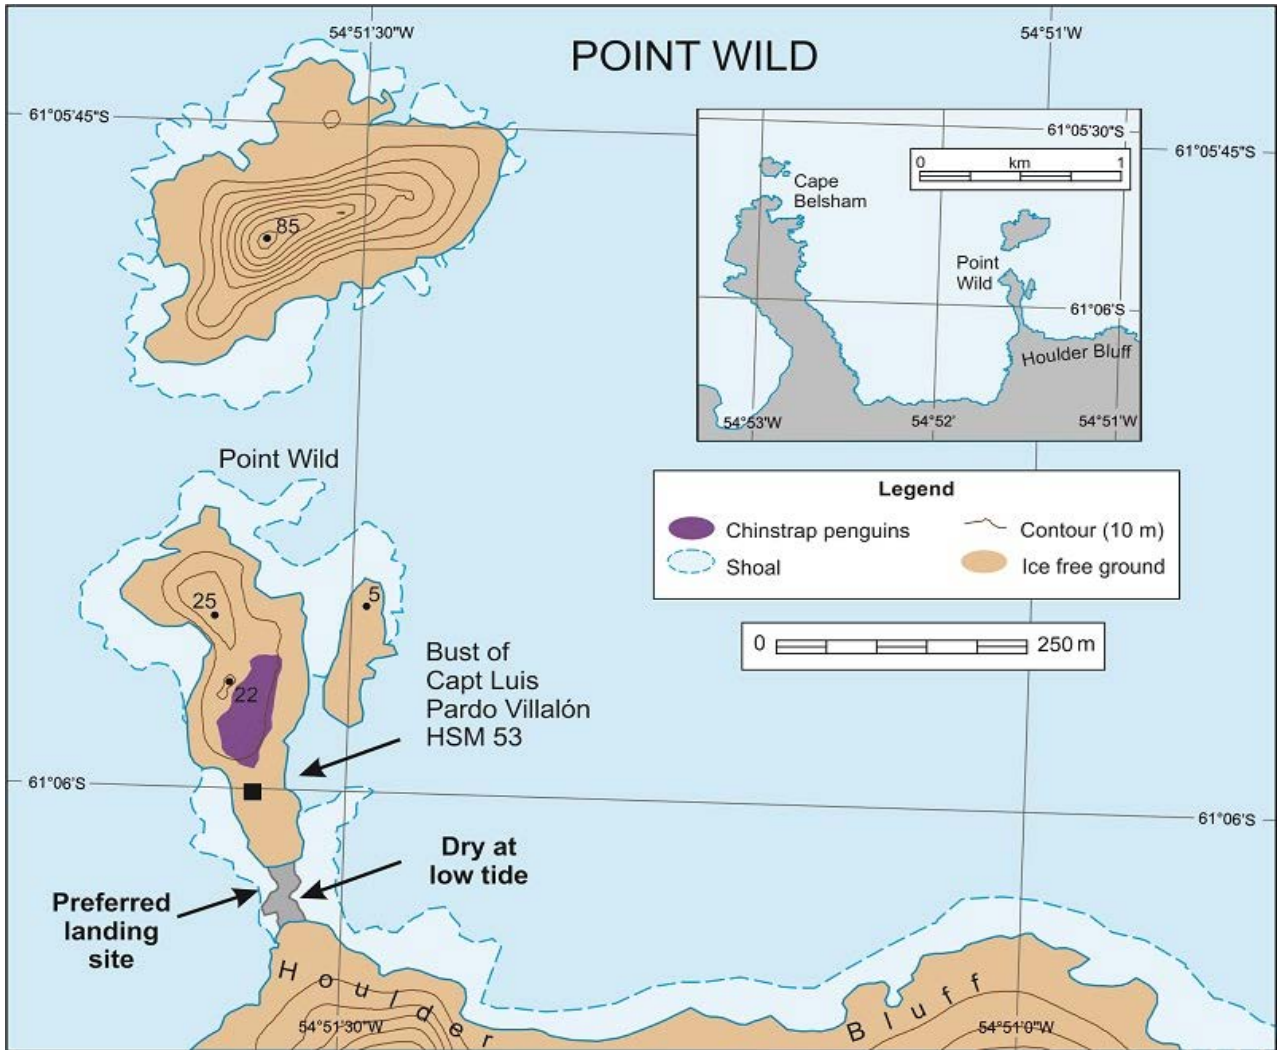 54°51'30"W
54°51'W
POINT WILD
61°05'45"S
61°05'45"S
61°05'30"S
0 km 1
Cape
Belsham
Point
Wild
61°06'S
Houlder Bluff
54°53'W
54°52'
54°51'W
85
Point Wild
Legend
Chinstrap penguins
Contour (10 m)
Shoal
Ice free ground
0 250 m
25
5
22
Bust of
Capt Luis
Pardo Villalón
HSM 53
61°06'S
61°06'S
Dry at
low tide
Preferred
landing
site
Houlder Bluff
54°51'30"W
54°51'0"W